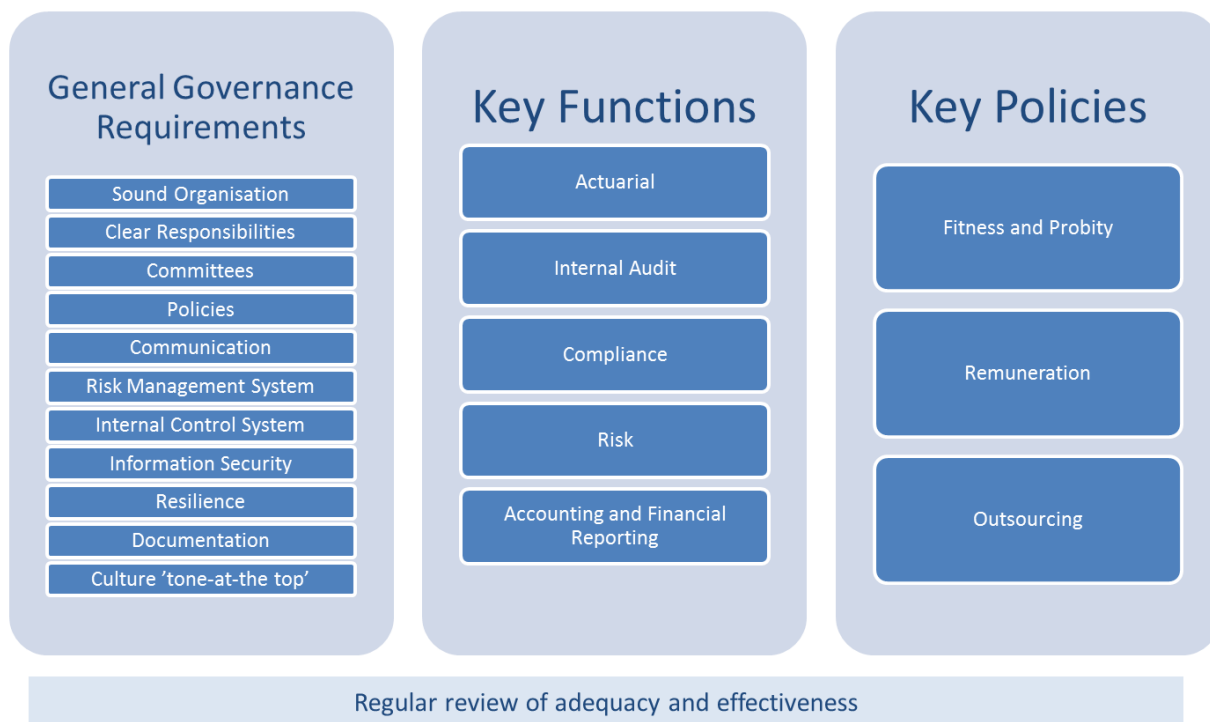 General Governance
Requirements
Sound Organisation
Clear Responsibilities
Committees
Policies
Communication
Risk Management System
Internal Control System
Information Security
Resilience
Documentation
Culture ’tone-at-the top’
Key Functions
Actuarial
Internal Audit
Compliance
Risk
Accounting and Financial
Reporting
Key Policies
Fitness and Probity
Remuneration
Outsourcing
Regular review of adequacy and effectiveness